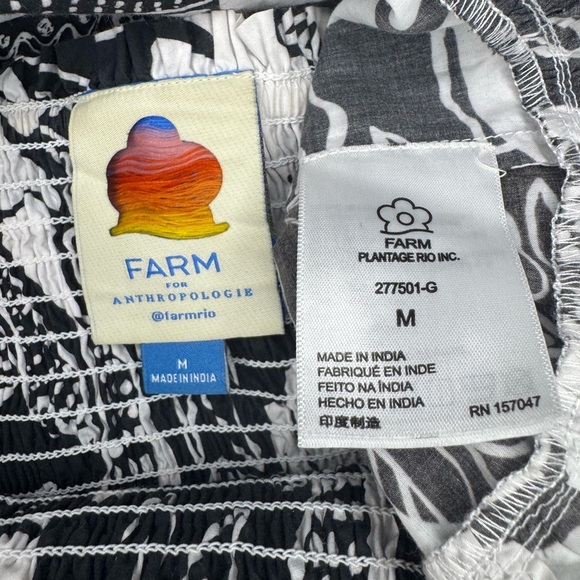 FARM
FOR
ANTHROPOLOGIE
@farmrio
M
MADE IN INDIA
FARM
PLANTAGE RIO INC.
277501-G
M
MADE IN INDIA
FABRIQUÉ EN INDE
FEITO NA ÍNDIA
HECHO EN INDIA
印度制造
RN 157047